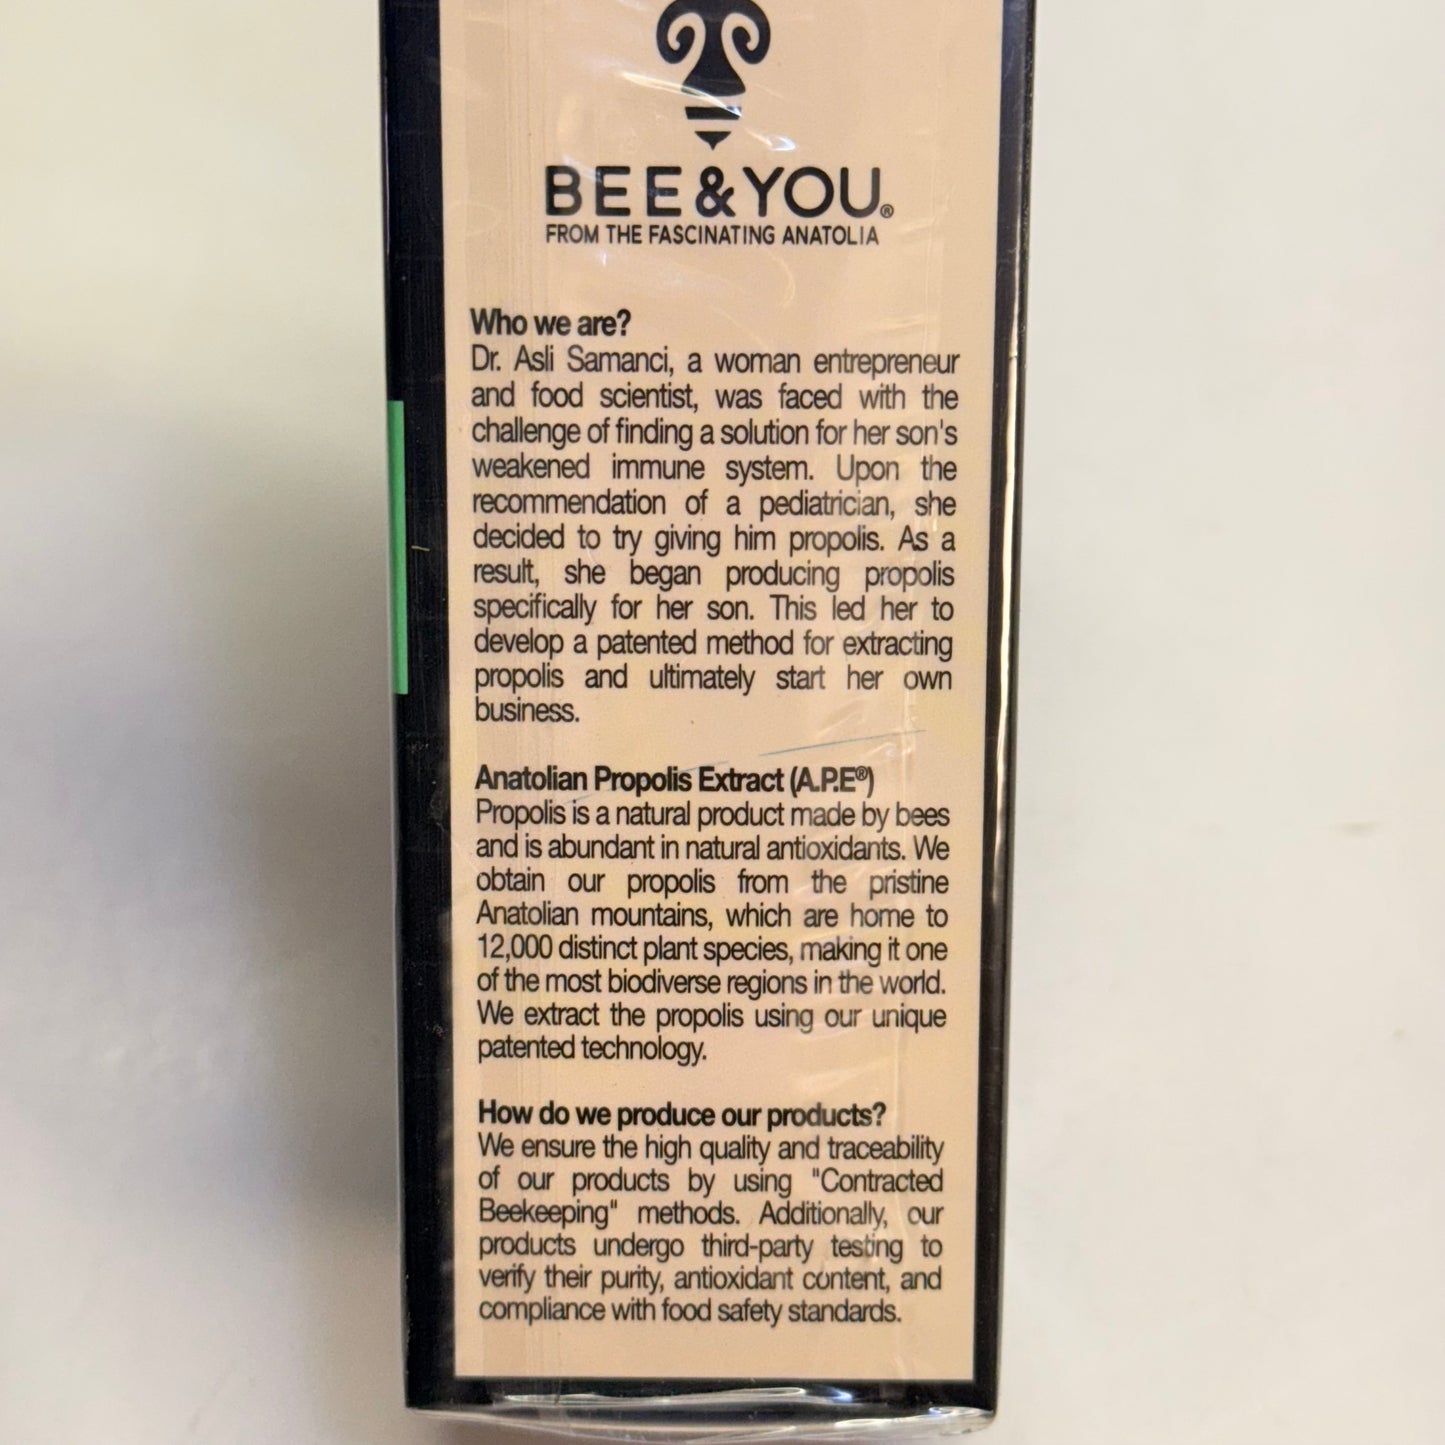 BEE&YOU®
FROM THE FASCINATING ANATOLIA
Who we are?
Dr. Asli Samanci, a woman entrepreneur
and food scientist, was faced with the
challenge of finding a solution for her son's
weakened immune system. Upon the
recommendation of a pediatrician, she
decided to try giving him propolis. As a
result, she began producing propolis
specifically for her son. This led her to
develop a patented method for extracting
propolis and ultimately start her own
business.
Anatolian Propolis Extract (A.P.E®)
Propolis is a natural product made by bees
and is abundant in natural antioxidants. We
obtain our propolis from the pristine
Anatolian mountains, which are home to
12,000 distinct plant species, making it one
of the most biodiverse regions in the world.
We extract the propolis using our unique
patented technology.
How do we produce our products?
We ensure the high quality and traceability
of our products by using "Contracted
Beekeeping" methods. Additionally, our
products undergo third-party testing to
verify their purity, antioxidant content, and
compliance with food safety standards.